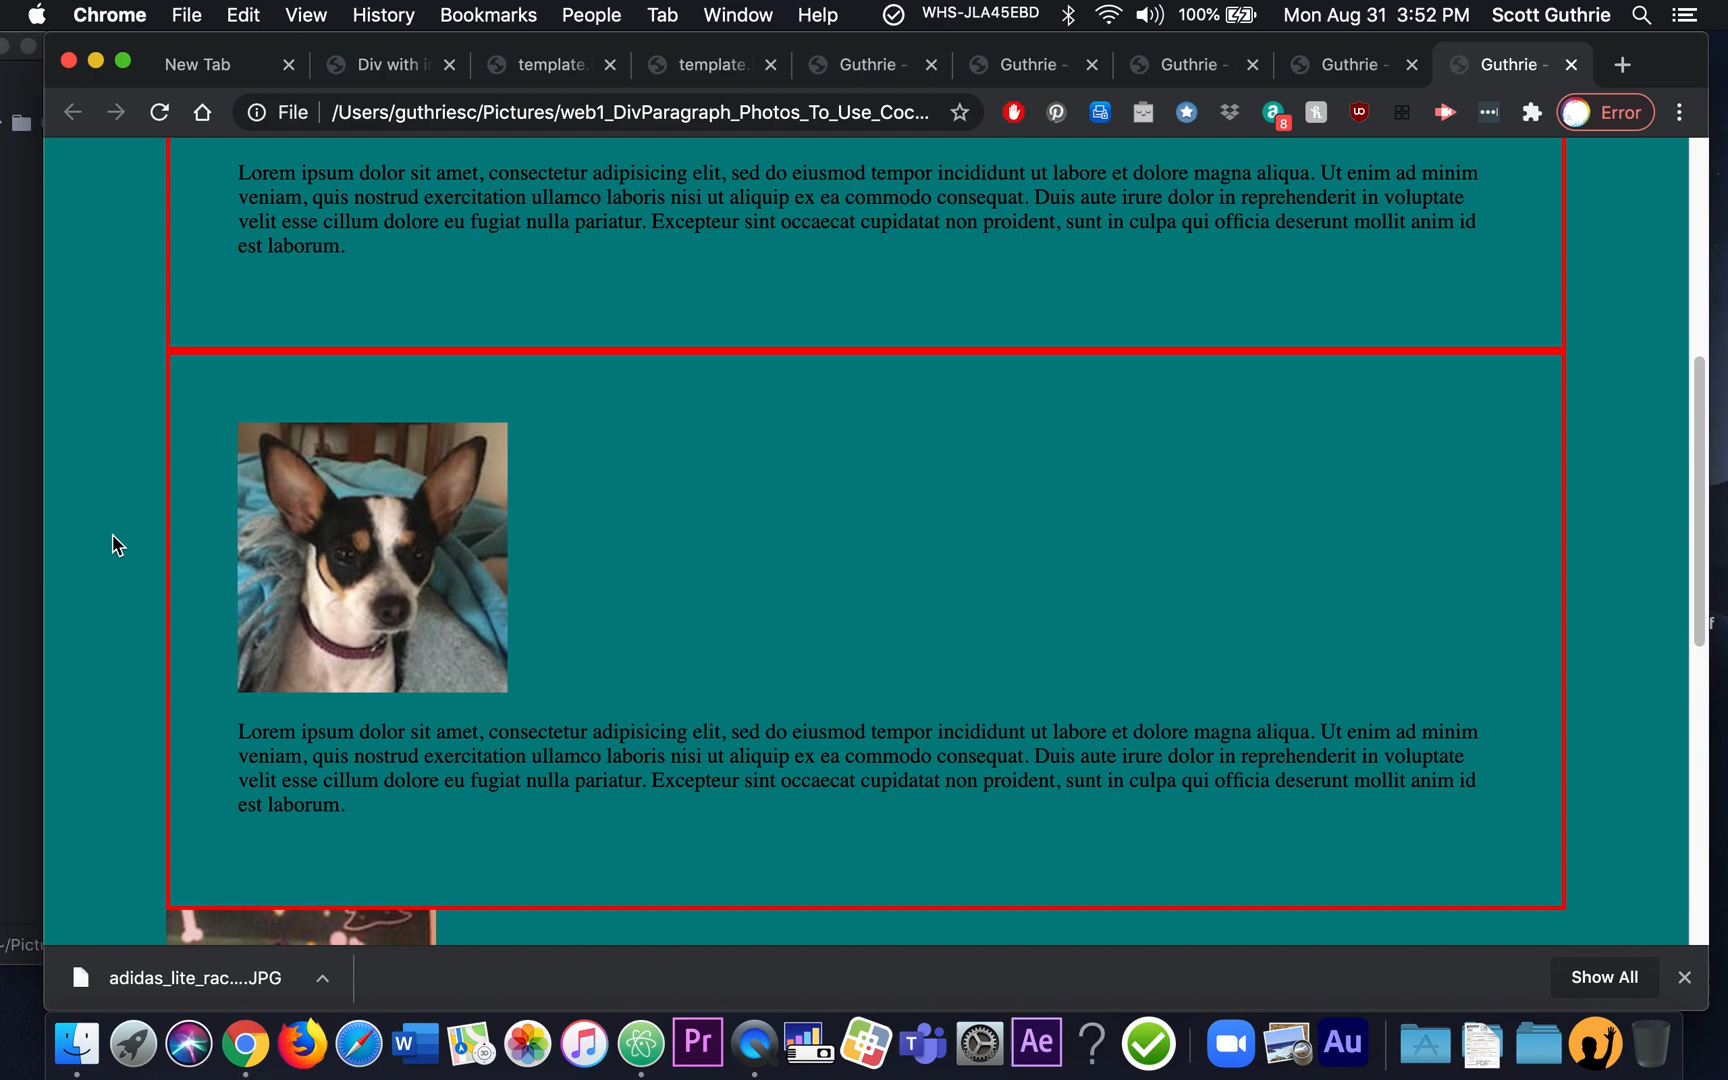 Chrome File Edit View History Bookmarks People Tab Window Help WHS-JLA45EBD 100% Mon Aug 31 3:52 PM Scott Guthrie
New Tab Div with i template. template. Guthrie - Guthrie - Guthrie - Guthrie - Guthrie -
File /Users/guthriesc/Pictures/web1_DivParagraph_Photos_To_Use_Coc... 8 Error
Lorem ipsum dolor sit amet, consectetur adipisicing elit, sed do eiusmod tempor incididunt ut labore et dolore magna aliqua. Ut enim ad minim
veniam, quis nostrud exercitation ullamco laboris nisi ut aliquip ex ea commodo consequat. Duis aute irure dolor in reprehenderit in voluptate
velit esse cillum dolore eu fugiat nulla pariatur. Excepteur sint occaecat cupidatat non proident, sunt in culpa qui officia deserunt mollit anim id
est laborum.
Lorem ipsum dolor sit amet, consectetur adipisicing elit, sed do eiusmod tempor incididunt ut labore et dolore magna aliqua. Ut enim ad minim
veniam, quis nostrud exercitation ullamco laboris nisi ut aliquip ex ea commodo consequat. Duis aute irure dolor in reprehenderit in voluptate
velit esse cillum dolore eu fugiat nulla pariatur. Excepteur sint occaecat cupidatat non proident, sunt in culpa qui officia deserunt mollit anim id
est laborum.
~/Pictu
adidas_lite_rac....JPG Show All
W 3D Pr T Ae ? Au